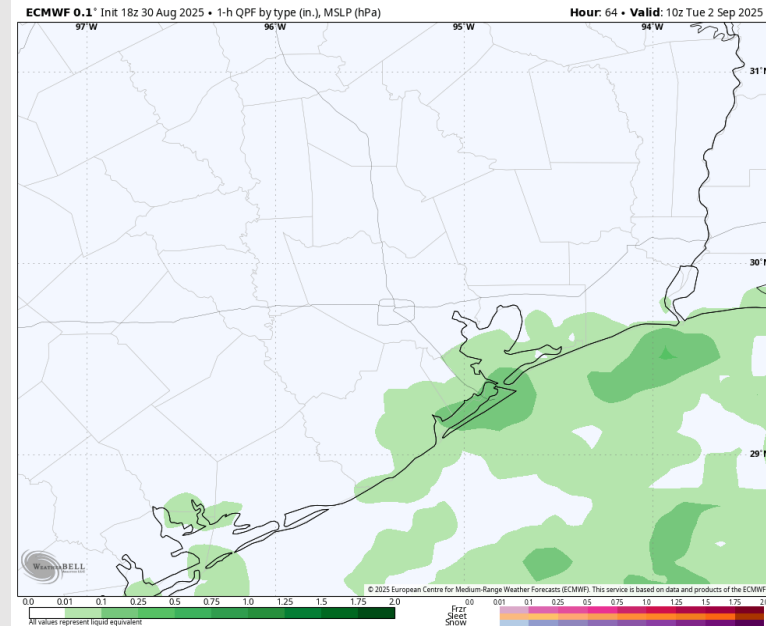 ECMWF 0.1° Init 18z 30 Aug 2025 • 1-h QPF by type (in.), MSLP (hPa) Hour: 64 • Valid: 10z Tue 2 Sep 2025
97°W 96°W 95°W 94°W
31°N
30°N
29°N
WEATHERBELL
© 2025 European Centre for Medium-Range Weather Forecasts (ECMWF). This service is based on data and products of the ECMWF
0.0 0.01 0.1 0.25 0.5 0.75 1.0 1.25 1.5 1.75 2.0 0.0 0.01 0.1 0.25 0.5 0.75 1.0 1.25 1.5 1.75 2.
All values represent liquid equivalent
Frzr
Sleet
Snow